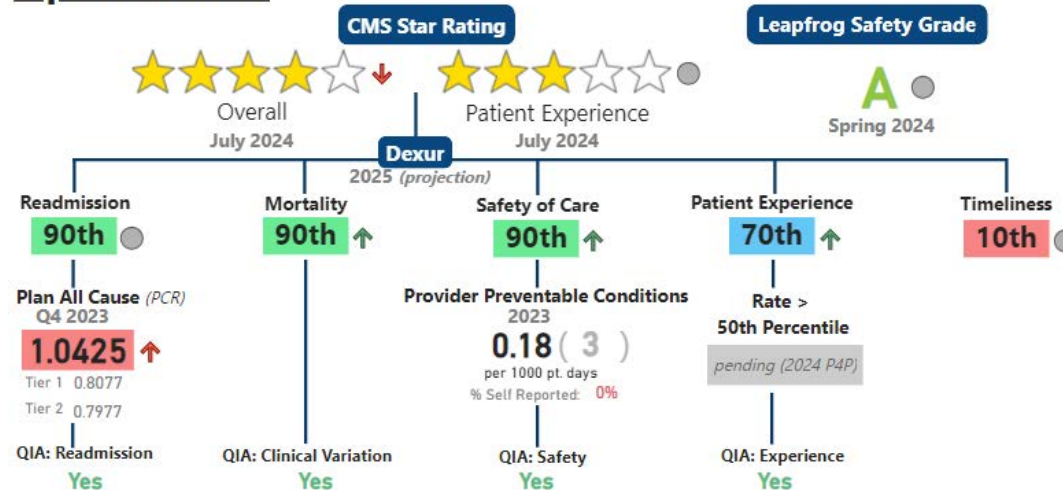 CMS Star Rating
Leapfrog Safety Grade
Overall
July 2024
Patient Experience
July 2024
A
Spring 2024
Dexur
2025 (projection)
Readmission
90th
Mortality
90th
Safety of Care
90th
Patient Experience
70th
Timeliness
10th
Plan All Cause (PCR)
Q4 2023
1.0425
Tier 1 0.8077
Tier 2 0.7977
Provider Preventable Conditions
2023
0.18 ( 3 )
per 1000 pt. days
% Self Reported: 0%
Rate >
50th Percentile
pending (2024 P4P)
QIA: Readmission
Yes
QIA: Clinical Variation
Yes
QIA: Safety
Yes
QIA: Experience
Yes